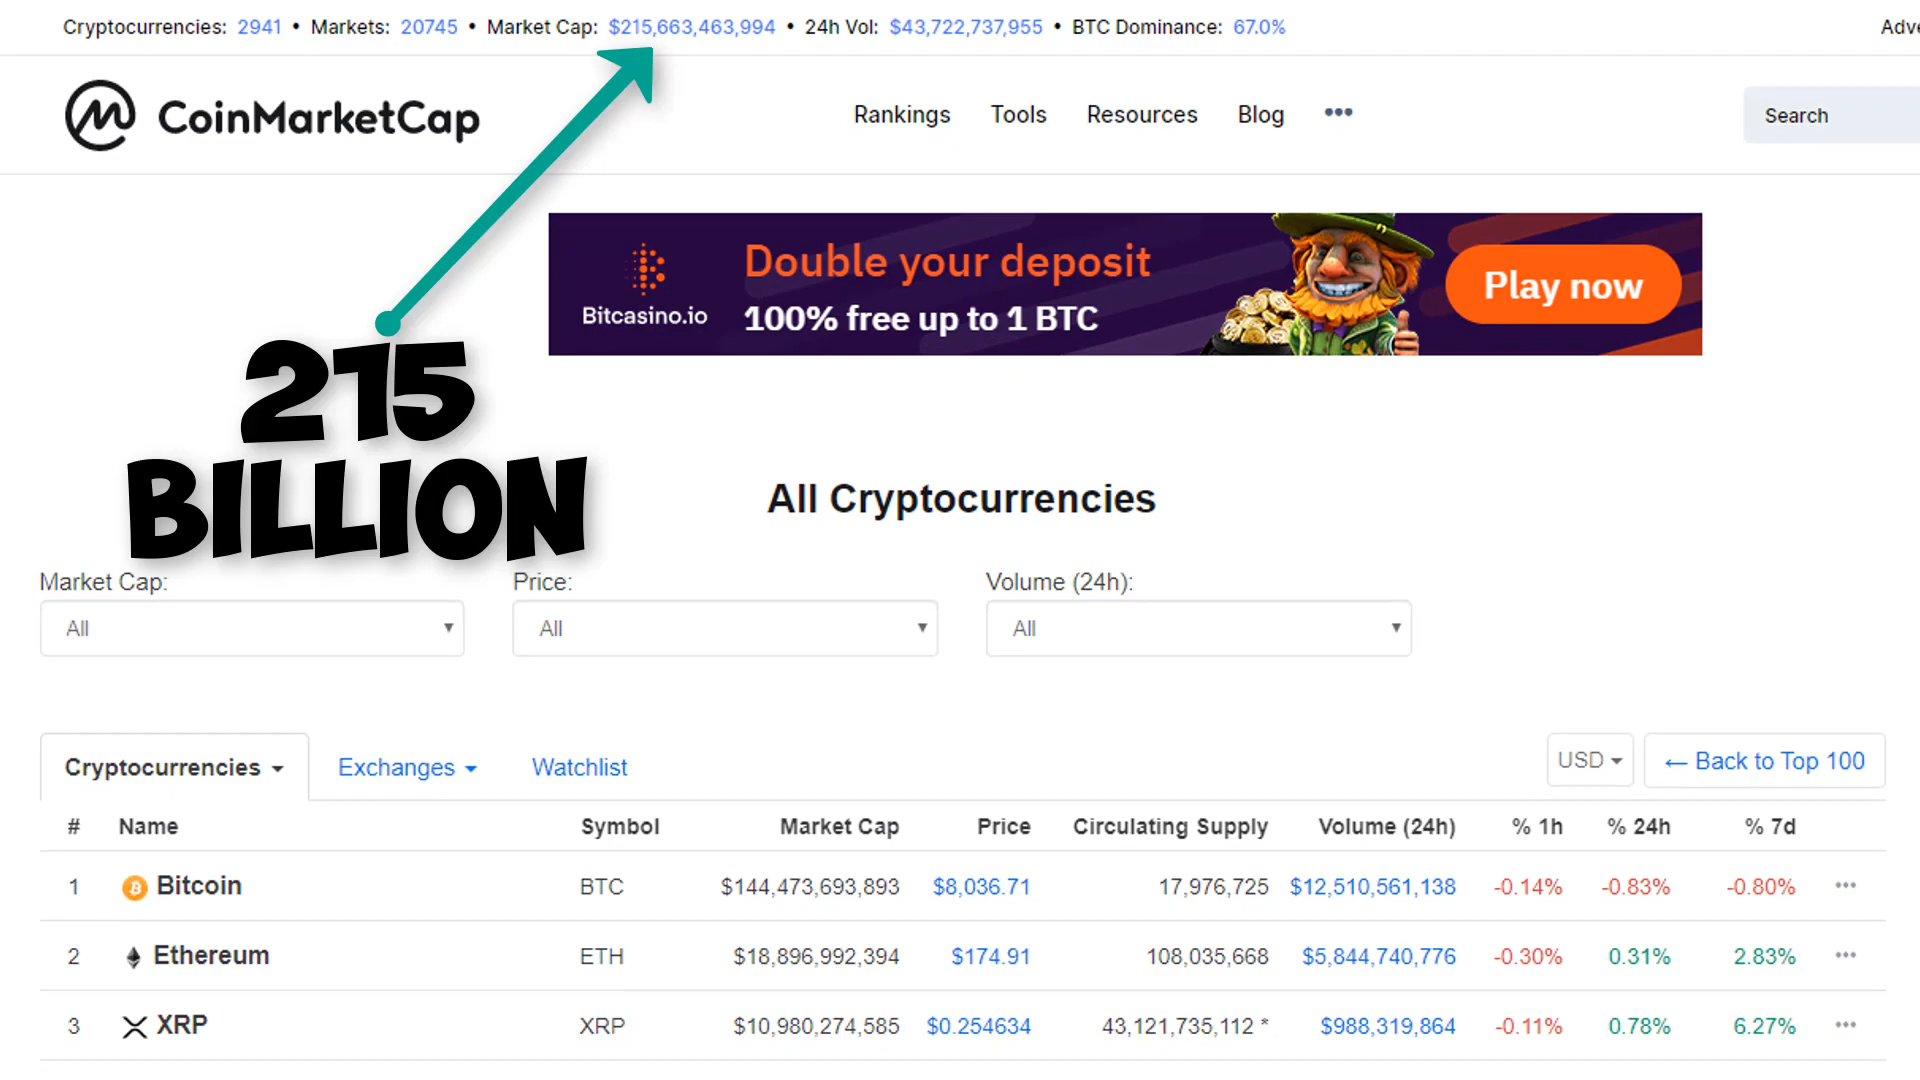 Cryptocurrencies: 2941 • Markets: 20745 • Market Cap: $215,663,463,994 • 24h Vol: $43,722,737,955 • BTC Dominance: 67.0%
CoinMarketCap
Rankings Tools Resources Blog •••
Search
Bitcasino.io
Double your deposit
100% free up to 1 BTC
Play now
215
BILLION
All Cryptocurrencies
Market Cap: Price: Volume (24h):
All All All
Cryptocurrencies Exchanges Watchlist USD ← Back to Top 100
# Name Symbol Market Cap Price Circulating Supply Volume (24h) % 1h % 24h % 7d
1 Bitcoin BTC $144,473,693,893 $8,036.71 17,976,725 $12,510,561,138 -0.14% -0.83% -0.80% •••
2 Ethereum ETH $18,896,992,394 $174.91 108,035,668 $5,844,740,776 -0.30% 0.31% 2.83% •••
3 XRP XRP $10,980,274,585 $0.254634 43,121,735,112 * $988,319,864 -0.11% 0.78% 6.27% •••